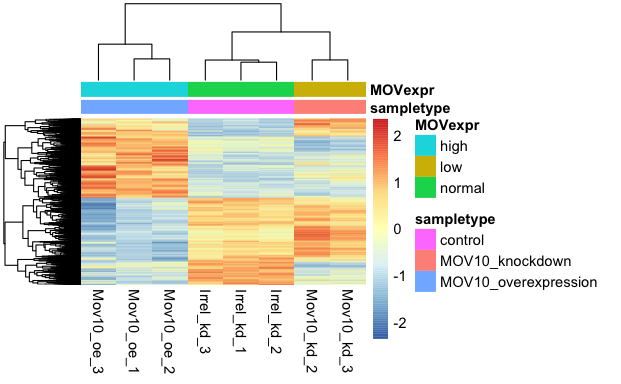 MOVexpr
sampletype
MOVexpr
high
low
normal
sampletype
control
MOV10_knockdown
MOV10_overexpression
2
1
0
-1
-2
Mov10_oe_3
Mov10_oe_1
Mov10_oe_2
Irrel_kd_3
Irrel_kd_1
Irrel_kd_2
Mov10_kd_2
Mov10_kd_3